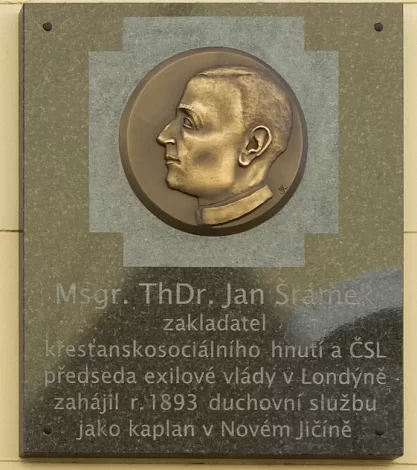 Msgr. ThDr. Jan Šrámek
zakladatel
křesťanskosociálního hnutí a ČSL
předseda exilové vlády v Londýně
zahájil r. 1893 duchovní službu
jako kaplan v Novém Jičíně